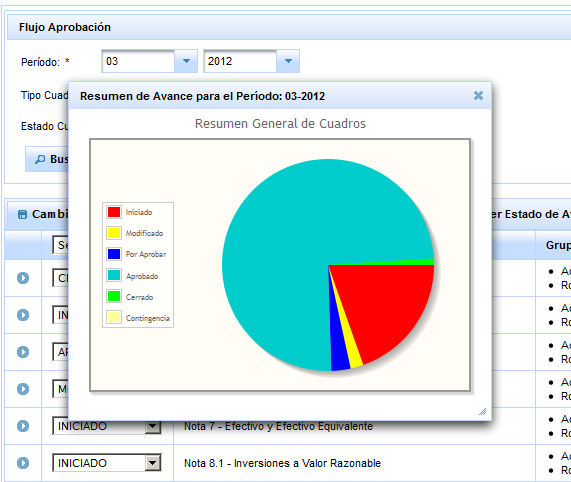 Flujo Aprobación
Período: * 03 2012
Tipo Cuad
Resumen de Avance para el Período: 03-2012
Estado Cu
Resumen General de Cuadros
Bus
Iniciado
Modificado
Por Aprobar
Aprobado
Cerrado
Contingencia
Cambi
er Estado de Av
Se
Grup
Ac
Ro
IN
Ac
Ro
AP
Ac
Ro
Ac
Ro
INICIADO Nota 7 - Efectivo y Efectivo Equivalente
Ac
Ro
INICIADO Nota 8.1 - Inversiones a Valor Razonable
Ac
Ro